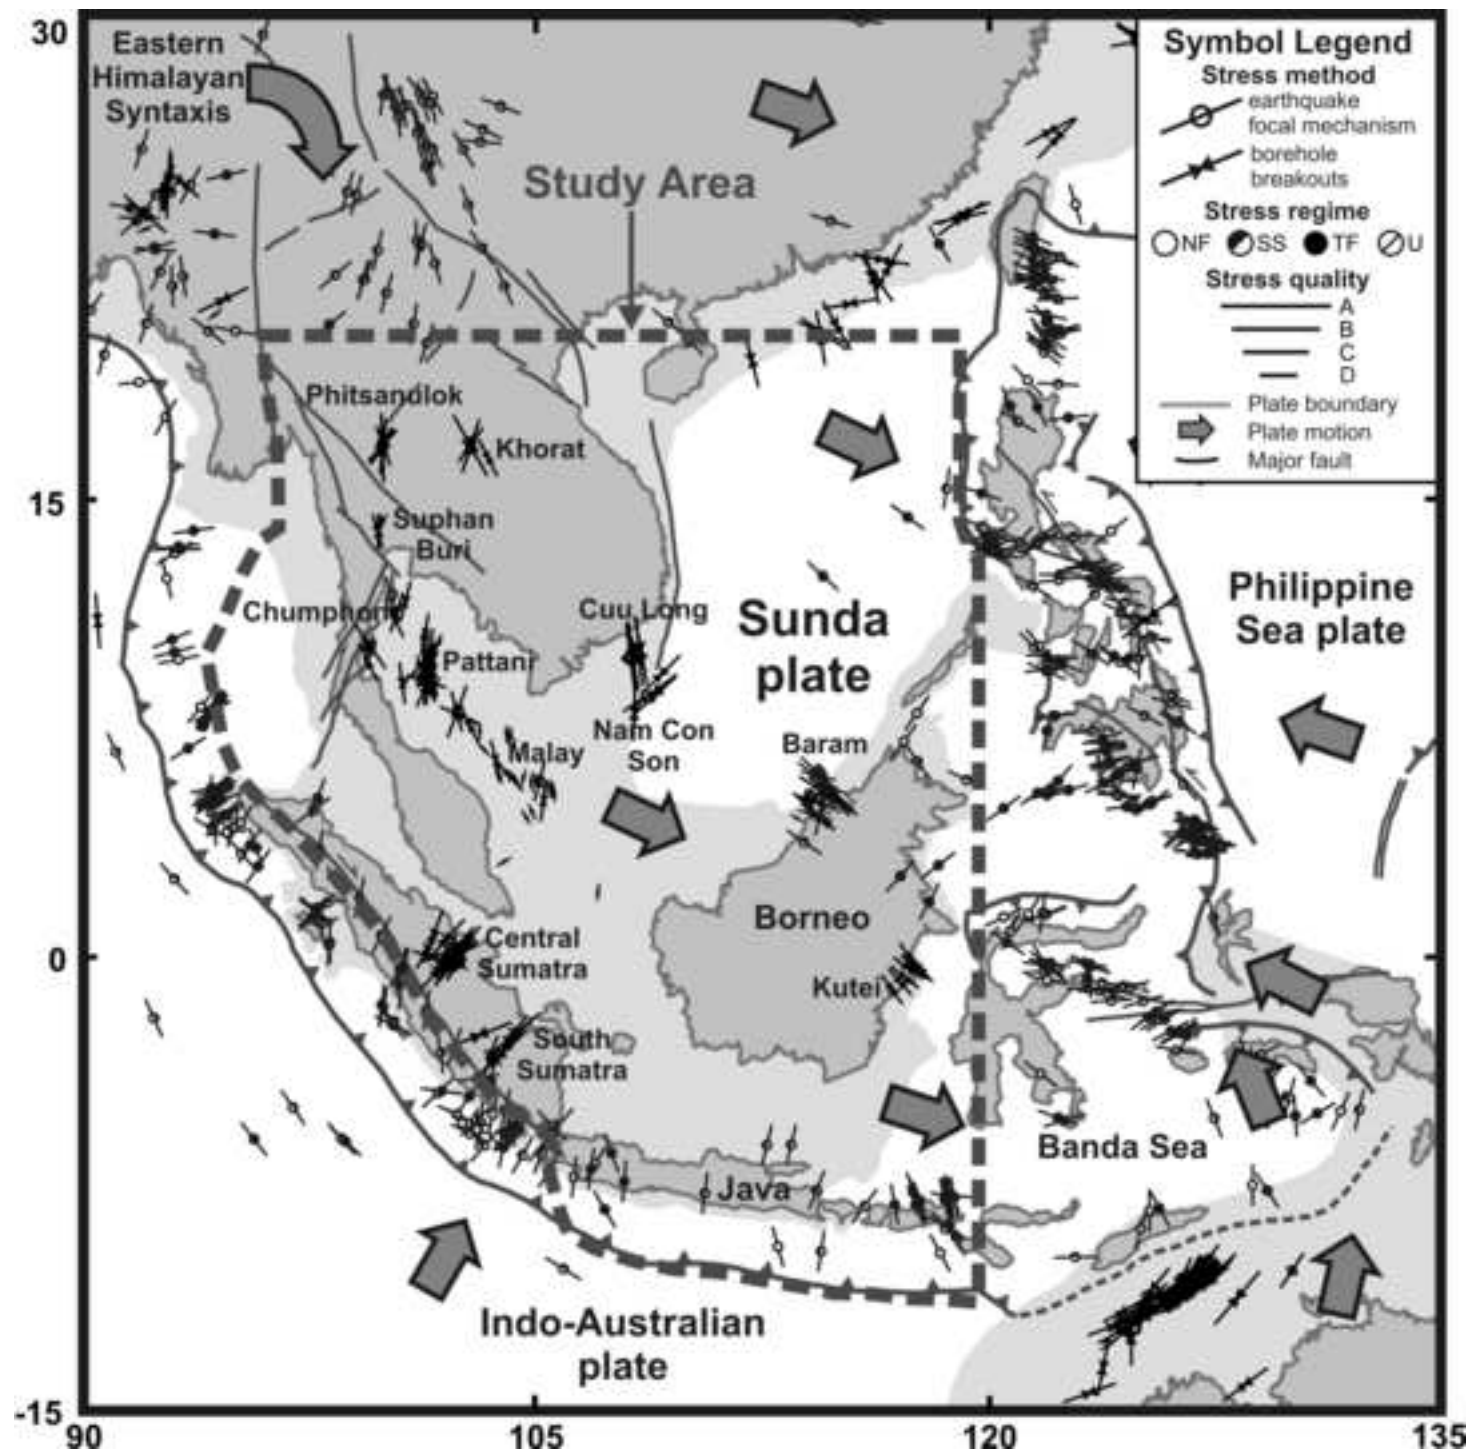 30
15
0
-15
90
105
120
135
Eastern
Himalayan
Syntaxis
Study Area
Symbol Legend
Stress method
earthquake
focal mechanism
borehole
breakouts
Stress regime
NF SS TF U
Stress quality
A
B
C
D
Plate boundary
Plate motion
Major fault
Phitsanulok
Khorat
Suphan
Buri
Chumphon
Pattani
Cuu Long
Nam Con
Son
Malay
Sunda
plate
Philippine
Sea plate
Baram
Borneo
Kutei
Central
Sumatra
South
Sumatra
Java
Banda Sea
Indo-Australian
plate